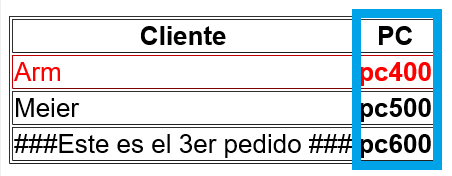 Cliente PC
Arm pc400
Meier pc500
###Este es el 3er pedido ### pc600